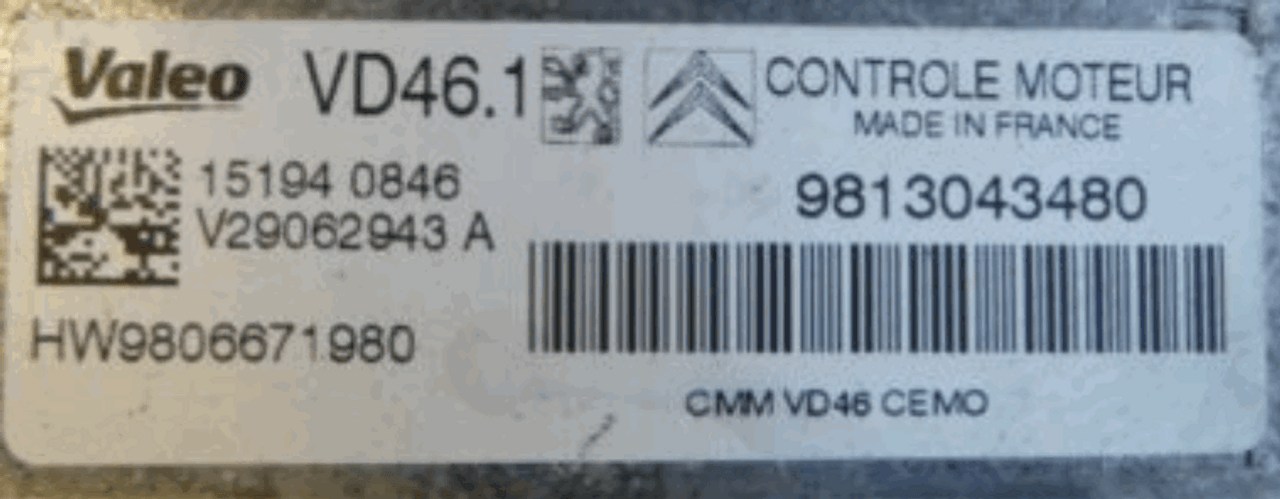 Valeo VD46.1 CONTROLE MOTEUR
MADE IN FRANCE
15194 0846
V29062943 A
9813043480
HW9806671980
CMM VD46 CEMO